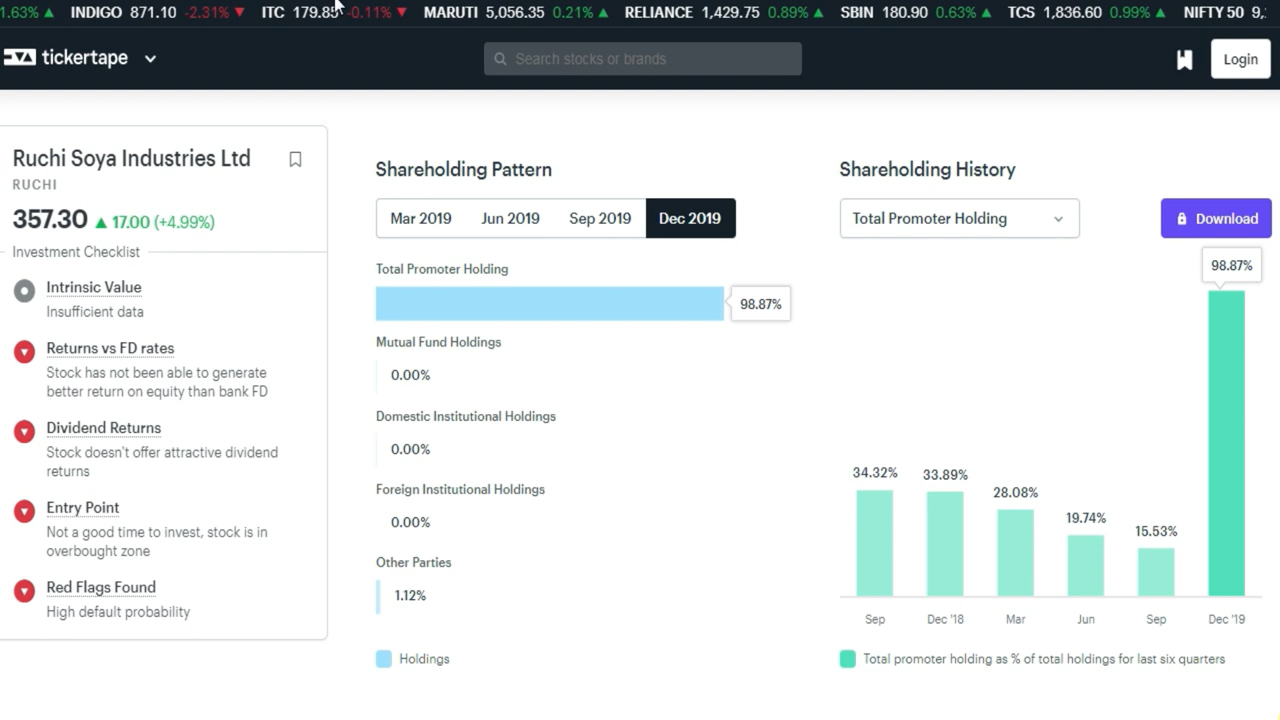 1.63% ▲ INDIGO 871.10 -2.31% ▼ ITC 179.85 -0.11% ▼ MARUTI 5,056.35 0.21% ▲ RELIANCE 1,429.75 0.89% ▲ SBIN 180.90 0.63% ▲ TCS 1,836.60 0.99% ▲ NIFTY 50 9,
tickertape
Search stocks or brands
Login
Ruchi Soya Industries Ltd
RUCHI
357.30 ▲ 17.00 (+4.99%)
Investment Checklist
Intrinsic Value
Insufficient data
Returns vs FD rates
Stock has not been able to generate
better return on equity than bank FD
Dividend Returns
Stock doesn't offer attractive dividend
returns
Entry Point
Not a good time to invest, stock is in
overbought zone
Red Flags Found
High default probability
Shareholding Pattern
Mar 2019 Jun 2019 Sep 2019 Dec 2019
Total Promoter Holding
98.87%
Mutual Fund Holdings
0.00%
Domestic Institutional Holdings
0.00%
Foreign Institutional Holdings
0.00%
Other Parties
1.12%
Holdings
Shareholding History
Total Promoter Holding
Download
98.87%
34.32% 33.89% 28.08% 19.74% 15.53%
Sep Dec '18 Mar Jun Sep Dec '19
Total promoter holding as % of total holdings for last six quarters